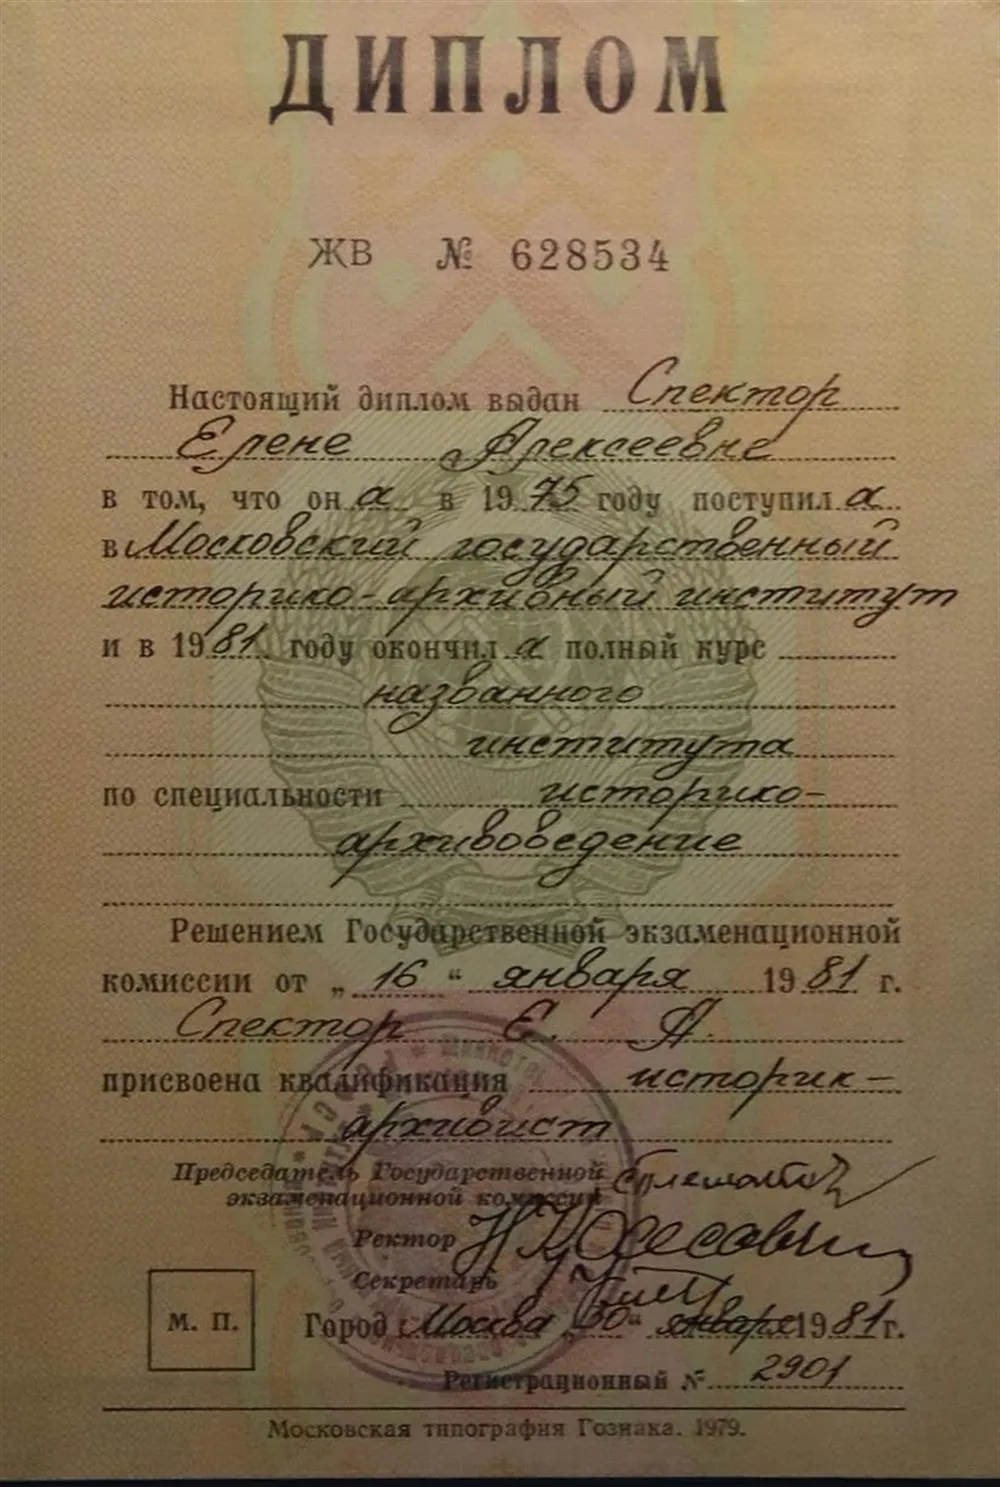 ДИПЛОМ
ЖВ № 628534
Настоящий диплом выдан Спектор
Елене Алексеевне
в том, что она в 1975 году поступила
в Московский государственный
историко-архивный институт
и в 1981 году окончила полный курс
названного
института
по специальности историко-
архивоведение
Решением Государственной экзаменационной
комиссии от „16“ января 1981 г.
Спектор Е. А.
присвоена квалификация историк-
архивист
Председатель Государственной
экзаменационной комиссии
Ректор
Секретарь
М. П.
Город Москва „30“ января 1981 г.
Регистрационный № 2901
Московская типография Гознака. 1979.